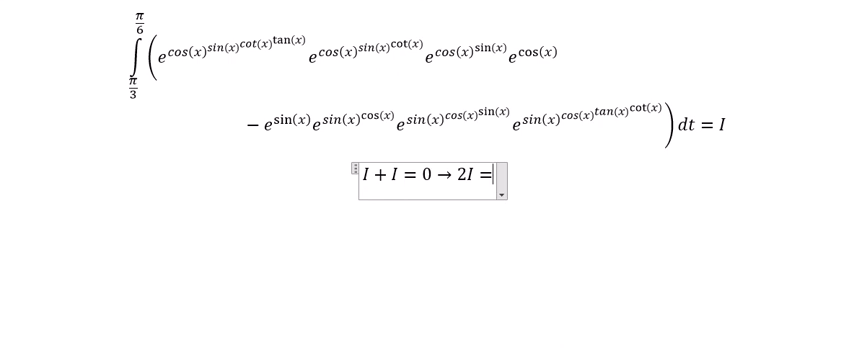 ∫_{π/3}^{π/6} (e^{cos(x)^{sin(x)^{cot(x)^{tan(x)}}}} e^{cos(x)^{sin(x)^{cot(x)}}} e^{cos(x)^{sin(x)}} e^{cos(x)}
− e^{sin(x)} e^{sin(x)^{cos(x)}} e^{sin(x)^{cos(x)^{sin(x)}}} e^{sin(x)^{cos(x)^{tan(x)^{cot(x)}}}}) dt = I
I + I = 0 → 2I =